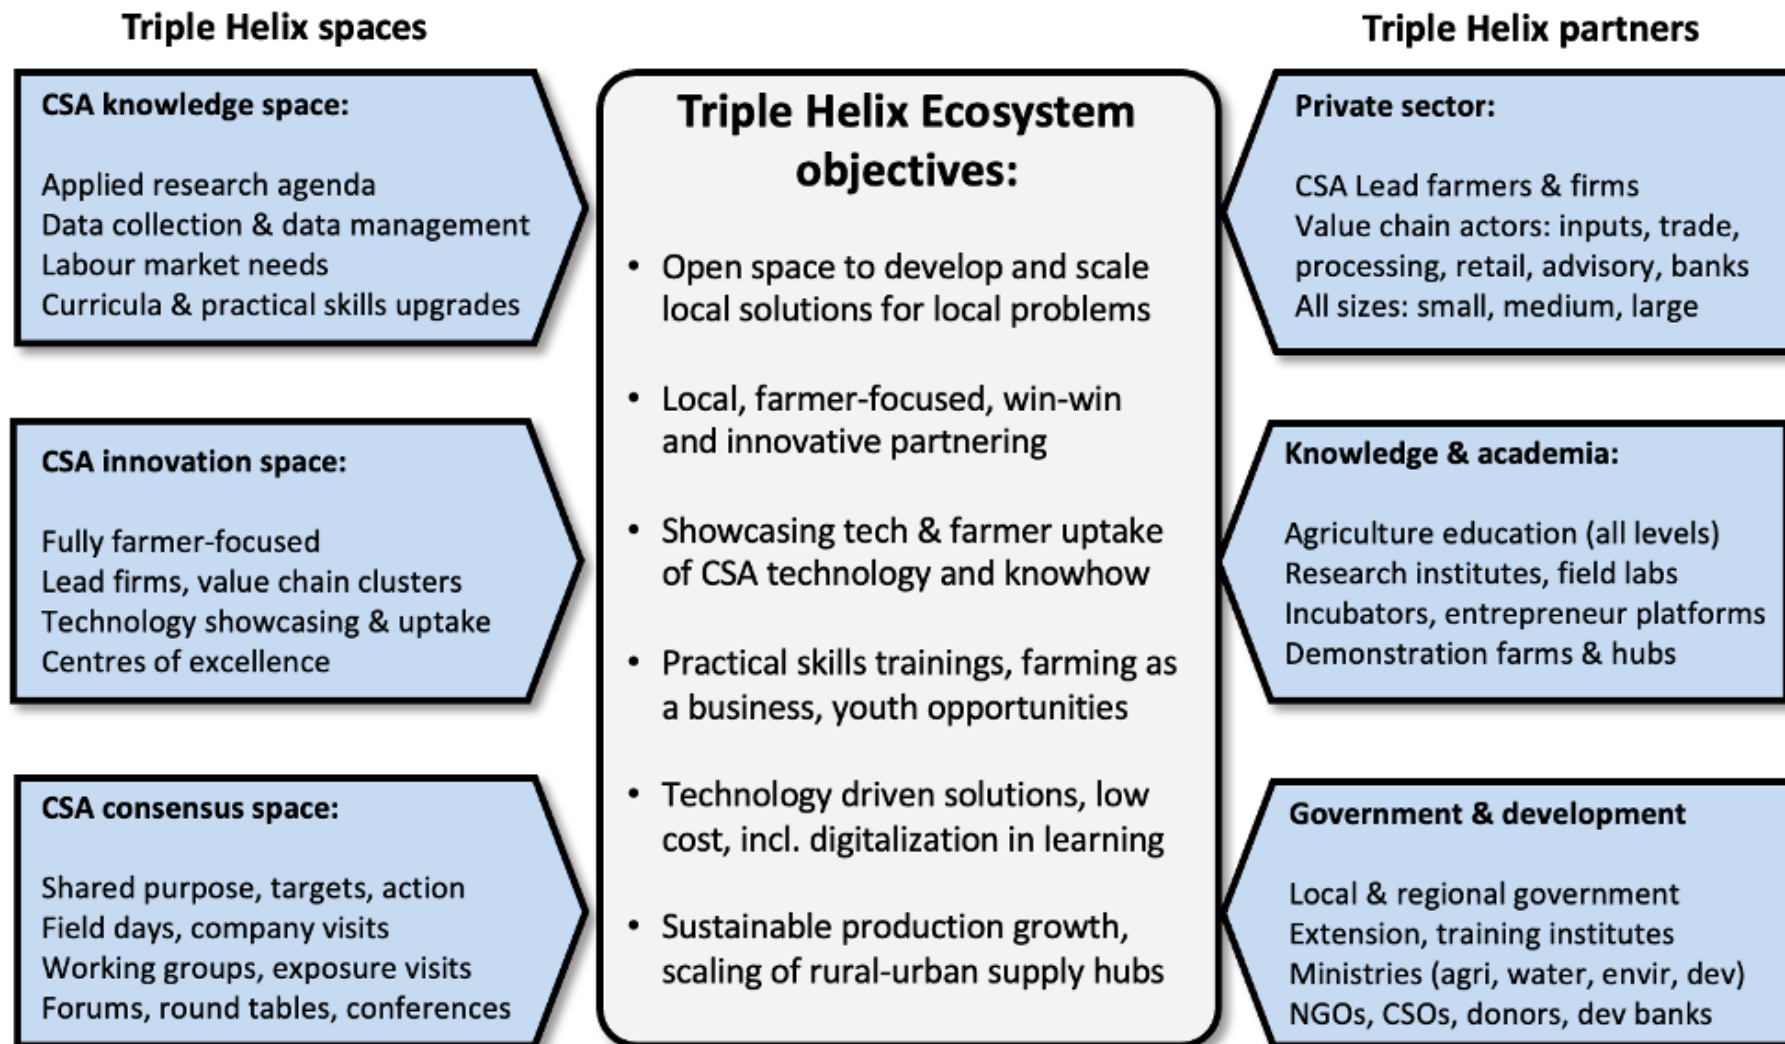 Triple Helix spaces
CSA knowledge space:
Applied research agenda
Data collection & data management
Labour market needs
Curricula & practical skills upgrades
CSA innovation space:
Fully farmer-focused
Lead firms, value chain clusters
Technology showcasing & uptake
Centres of excellence
CSA consensus space:
Shared purpose, targets, action
Field days, company visits
Working groups, exposure visits
Forums, round tables, conferences
Triple Helix Ecosystem
objectives:
• Open space to develop and scale
local solutions for local problems
• Local, farmer-focused, win-win
and innovative partnering
• Showcasing tech & farmer uptake
of CSA technology and knowhow
• Practical skills trainings, farming as
a business, youth opportunities
• Technology driven solutions, low
cost, incl. digitalization in learning
• Sustainable production growth,
scaling of rural-urban supply hubs
Triple Helix partners
Private sector:
CSA Lead farmers & firms
Value chain actors: inputs, trade,
processing, retail, advisory, banks
All sizes: small, medium, large
Knowledge & academia:
Agriculture education (all levels)
Research institutes, field labs
Incubators, entrepreneur platforms
Demonstration farms & hubs
Government & development
Local & regional government
Extension, training institutes
Ministries (agri, water, envir, dev)
NGOs, CSOs, donors, dev banks